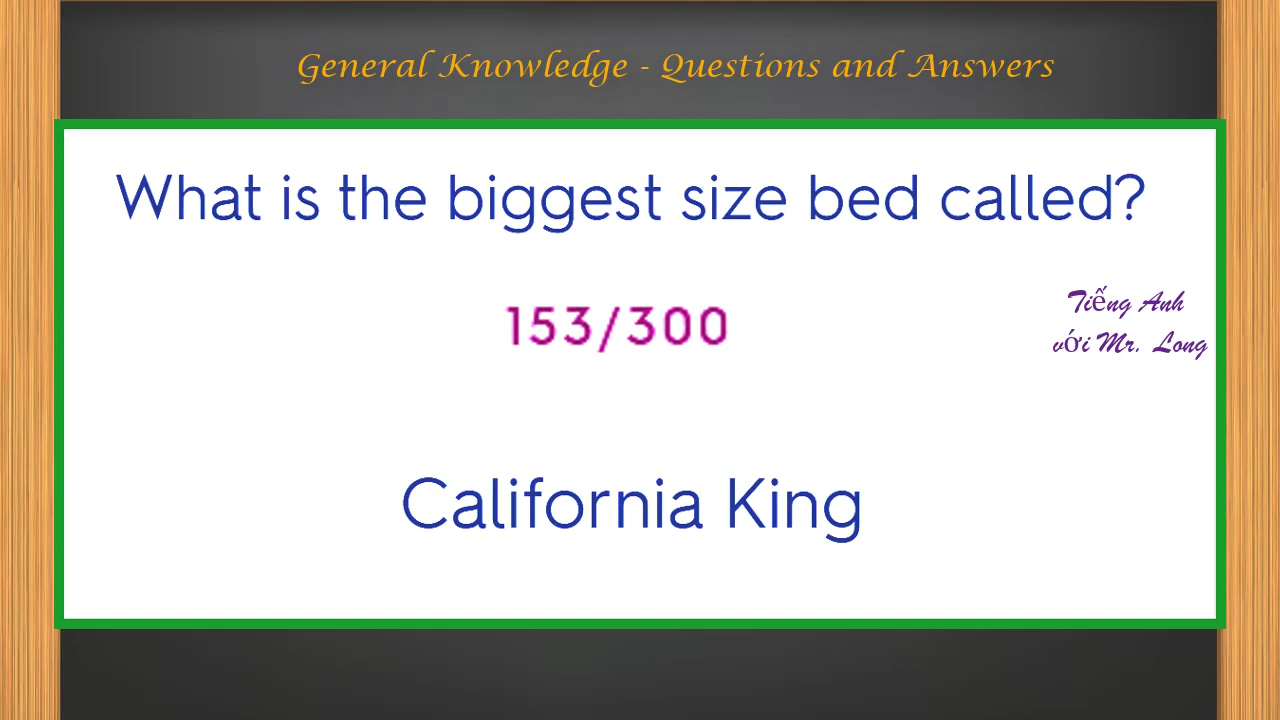 General Knowledge - Questions and Answers
What is the biggest size bed called?
153/300
Tiếng Anh
với Mr. Long
California King